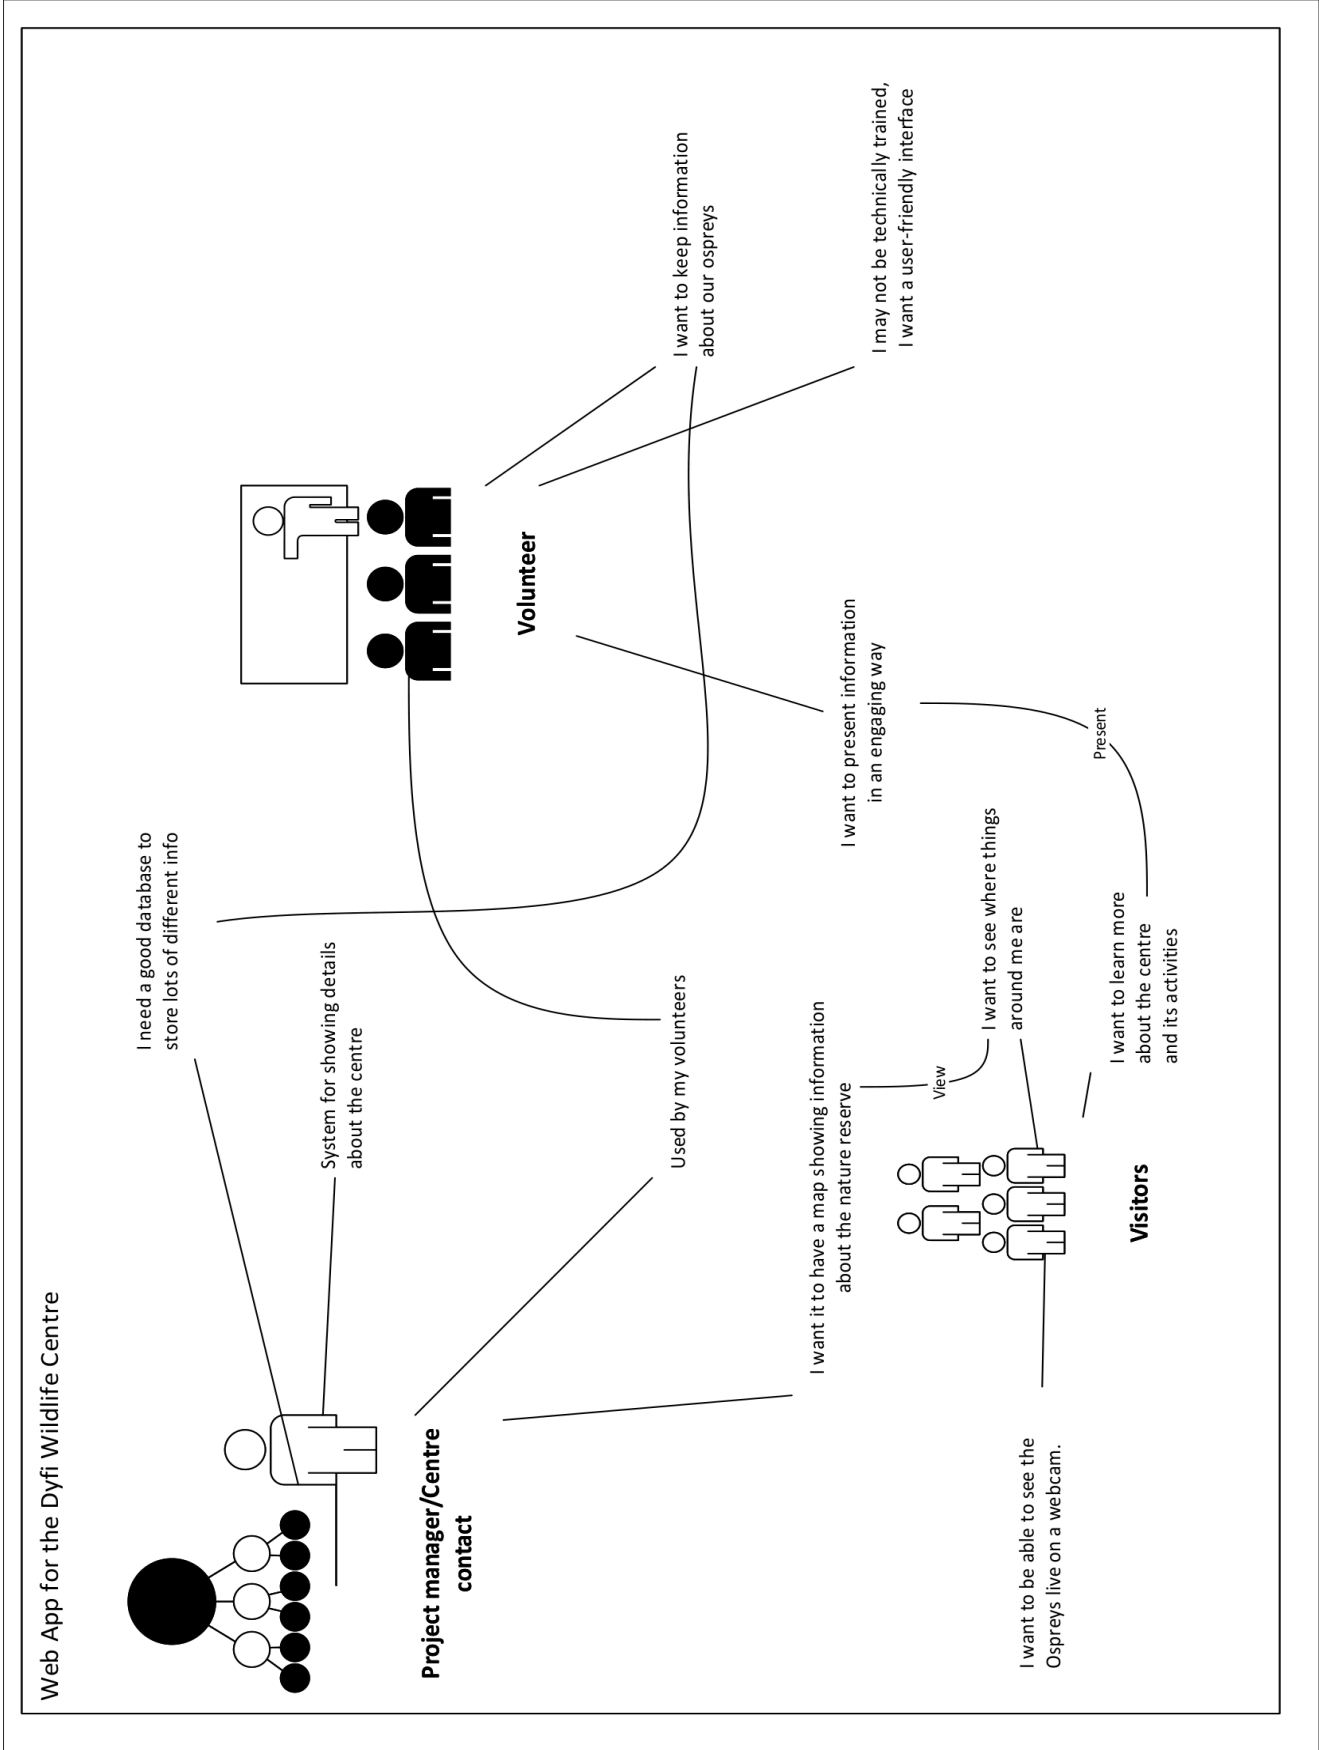 Web App for the Dyfi Wildlife Centre
I need a good database to
store lots of different info
System for showing details
about the centre
Project manager/Centre
contact
Used by my volunteers
I want it to have a map showing information
about the nature reserve
Volunteer
I want to keep information
about our ospreys
I may not be technically trained,
I want a user-friendly interface
I want to present information
in an engaging way
Present
View
I want to see where things
around me are
I want to learn more
about the centre
and its activities
Visitors
I want to be able to see the
Ospreys live on a webcam.